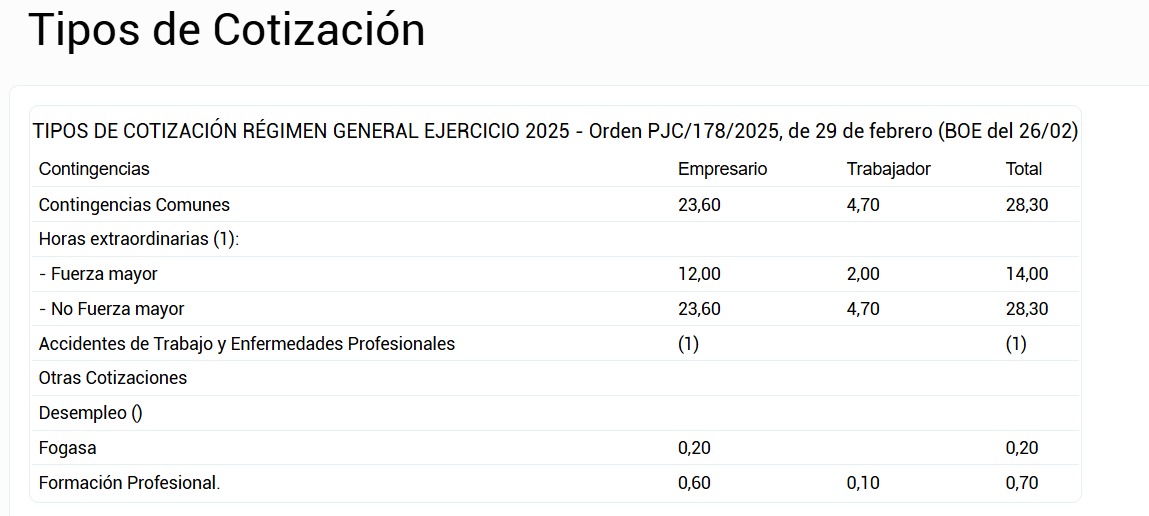 Tipos de Cotización
TIPOS DE COTIZACIÓN RÉGIMEN GENERAL EJERCICIO 2025 - Orden PJC/178/2025, de 29 de febrero (BOE del 26/02)
Contingencias Empresario Trabajador Total
Contingencias Comunes 23,60 4,70 28,30
Horas extraordinarias (1):
- Fuerza mayor 12,00 2,00 14,00
- No Fuerza mayor 23,60 4,70 28,30
Accidentes de Trabajo y Enfermedades Profesionales (1) (1)
Otras Cotizaciones
Desempleo ()
Fogasa 0,20 0,20
Formación Profesional. 0,60 0,10 0,70